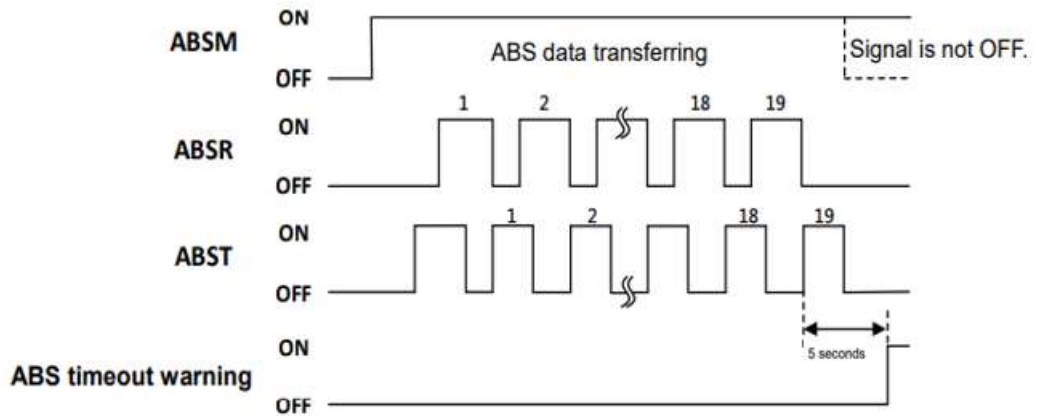 ON
ABSM
ABS data transferring
Signal is not OFF.
OFF
1 2 18 19
ON
ABSR
OFF
1 2 18 19
ON
ABST
OFF
5 seconds
ON
ABS timeout warning
OFF